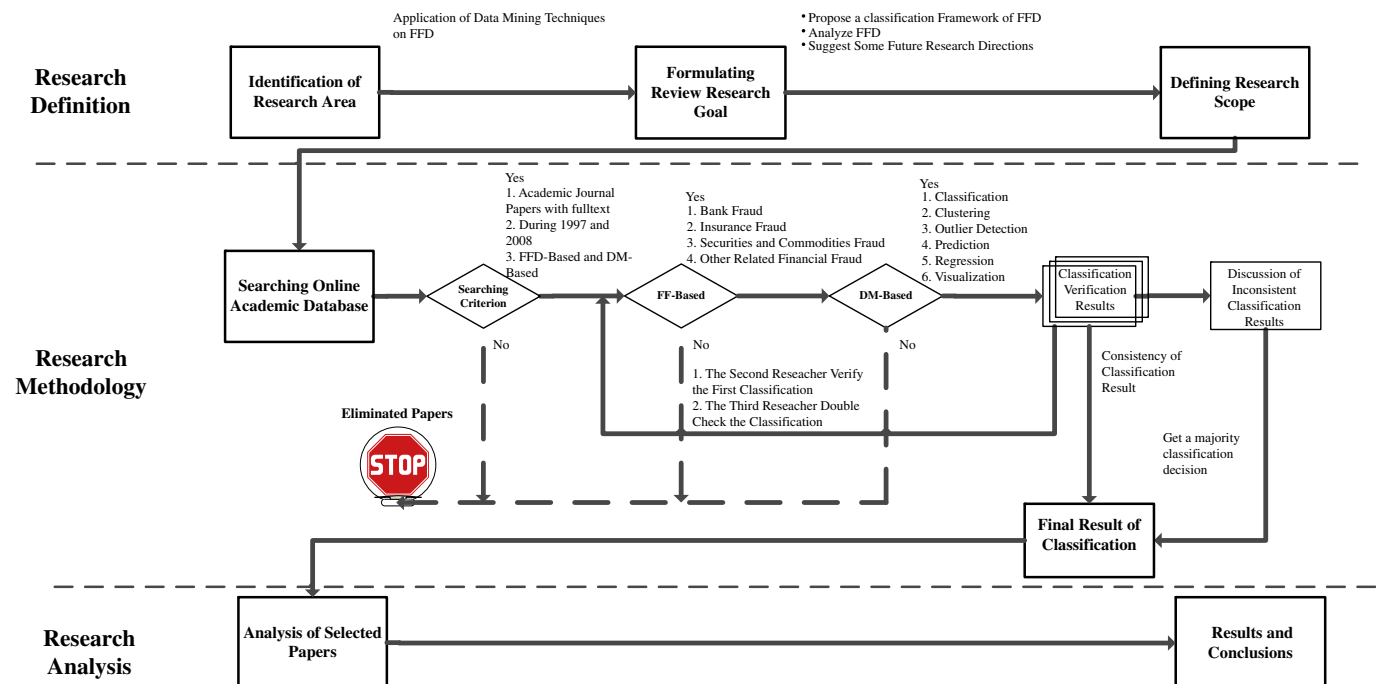 Application of Data Mining Techniques
on FFD
• Propose a classification Framework of FFD
• Analyze FFD
• Suggest Some Future Research Directions
Research
Definition
Identification of
Research Area
Formulating
Review Research
Goal
Defining Research
Scope
Yes
1. Academic Journal
Papers with fulltext
2. During 1997 and
2008
3. FFD-Based and DM-
Based
Yes
1. Bank Fraud
2. Insurance Fraud
3. Securities and Commodities Fraud
4. Other Related Financial Fraud
Yes
1. Classification
2. Clustering
3. Outlier Detection
4. Prediction
5. Regression
6. Visualization
Research
Methodology
Searching Online
Academic Database
Searching
Criterion
FF-Based
DM-Based
Classification
Verification
Results
Discussion of
Inconsistent
Classification
Results
No
No
No
1. The Second Reseacher Verify
the First Classification
2. The Third Reseacher Double
Check the Classification
Consistency of
Classification
Result
Eliminated Papers
STOP
Get a majority
classification
decision
Final Result of
Classification
Research
Analysis
Analysis of Selected
Papers
Results and
Conclusions